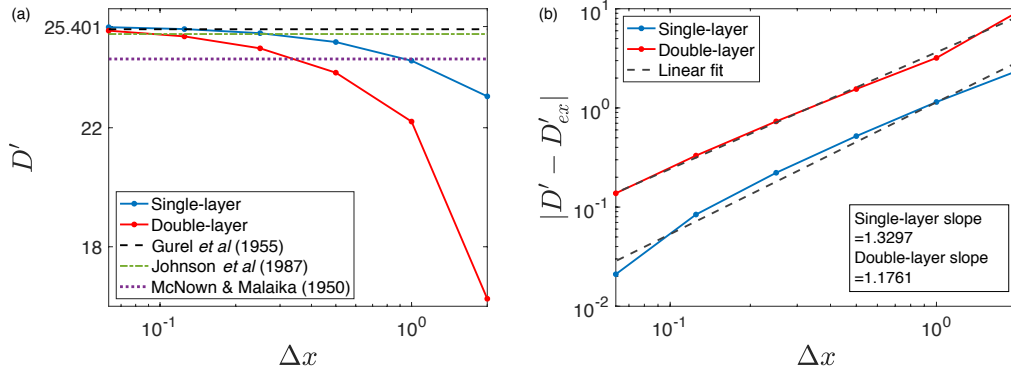 (a)
25.401
22
18
D′
Single-layer
Double-layer
Gurel et al (1955)
Johnson et al (1987)
McNown & Malaika (1950)
10⁻¹
10⁰
Δx
(b)
10¹
10⁰
10⁻¹
10⁻²
|D′ − D′ₑₓ|
Single-layer
Double-layer
Linear fit
Single-layer slope
=1.3297
Double-layer slope
=1.1761
10⁻¹
10⁰
Δx